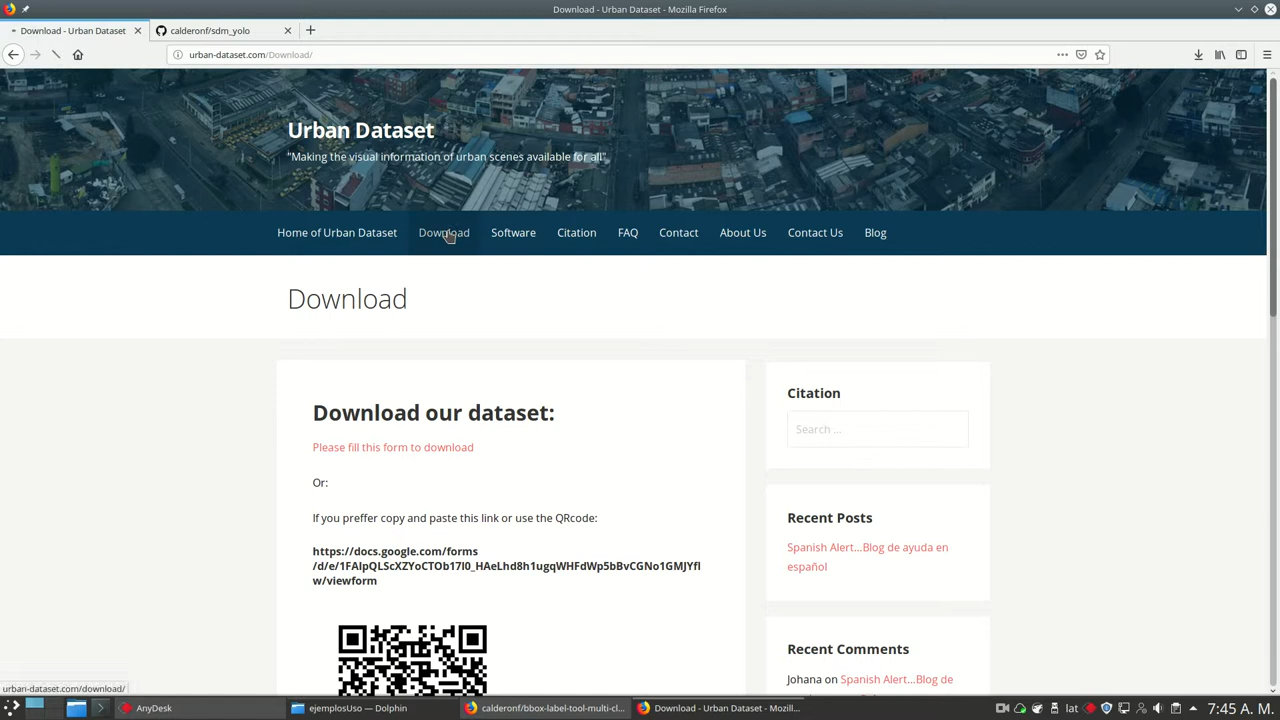 Download - Urban Dataset - Mozilla Firefox
Download - Urban Dataset
calderonf/sdm_yolo
urban-dataset.com/Download/
Urban Dataset
"Making the visual information of urban scenes available for all"
Home of Urban Dataset Download Software Citation FAQ Contact About Us Contact Us Blog
Download
Download our dataset:
Please fill this form to download
Or:
If you preffer copy and paste this link or use the QRcode:
https://docs.google.com/forms
/d/e/1FAIpQLScXZYoCTOb17I0_HAeLhd8h1ugqWHFdWp5bBvCGNo1GMJYfl
w/viewform
Citation
Search ...
Recent Posts
Spanish Alert...Blog de ayuda en
español
Recent Comments
Johana on Spanish Alert...Blog de
urban-dataset.com/download/
AnyDesk
ejemplosUso — Dolphin
calderonf/bbox-label-tool-multi-cl...
Download - Urban Dataset - Mozill...
lat
7:45 A. M.